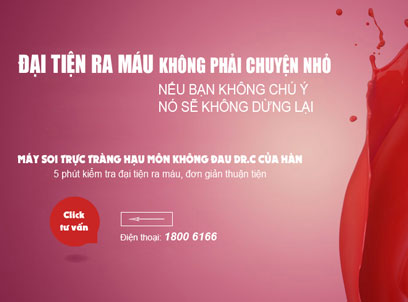 ĐẠI TIỆN RA MÁU KHÔNG PHẢI CHUYỆN NHỎ
NẾU BẠN KHÔNG CHỦ Ý
NÓ SẼ KHÔNG DỪNG LẠI
MÁY SOI TRỰC TRÀNG HẬU MÔN KHÔNG ĐAU DR.C CỦA HÀN
5 phút kiểm tra đại tiện ra máu, đơn giản thuận tiện
Click
tư vấn
Điện thoại: 1800 6166